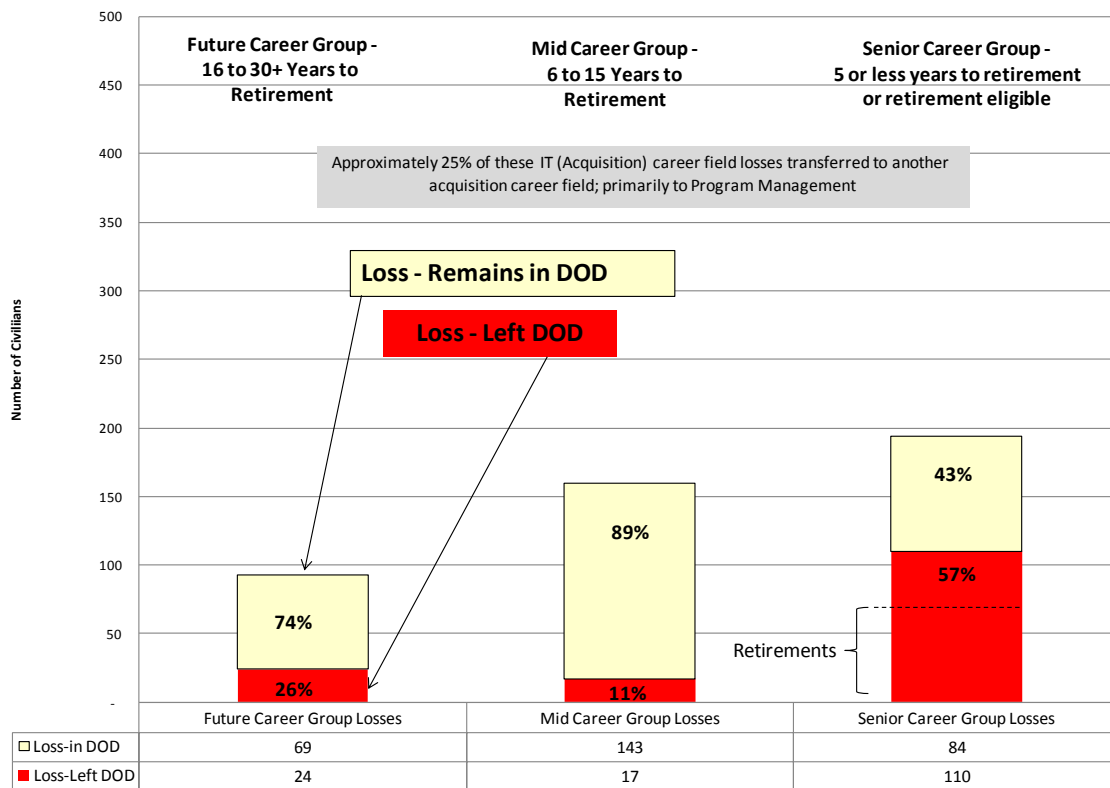 Future Career Group -
16 to 30+ Years to
Retirement
Mid Career Group -
6 to 15 Years to
Retirement
Senior Career Group -
5 or less years to retirement
or retirement eligible
Approximately 25% of these IT (Acquisition) career field losses transferred to another
acquisition career field; primarily to Program Management
Loss - Remains in DOD
Loss - Left DOD
Number of Civiliians
500
450
400
350
300
250
200
150
100
50
-
74%
26%
89%
11%
43%
57%
Retirements
Future Career Group Losses Mid Career Group Losses Senior Career Group Losses
Loss-in DOD 69 143 84
Loss-Left DOD 24 17 110